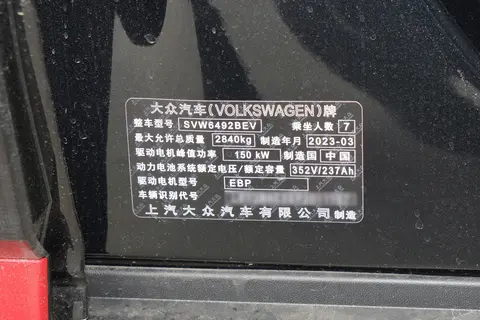 大众汽车(VOLKSWAGEN)牌
整车型号 SVW6492BEV 乘坐人数 7
最大允许总质量 2840kg 制造年月 2023-03
驱动电机峰值功率 150 kW 制造国 中国
动力电池系统额定电压/额定容量 352V/237Ah
驱动电机型号 EBP
车辆识别代号
上汽大众汽车有限公司 制造